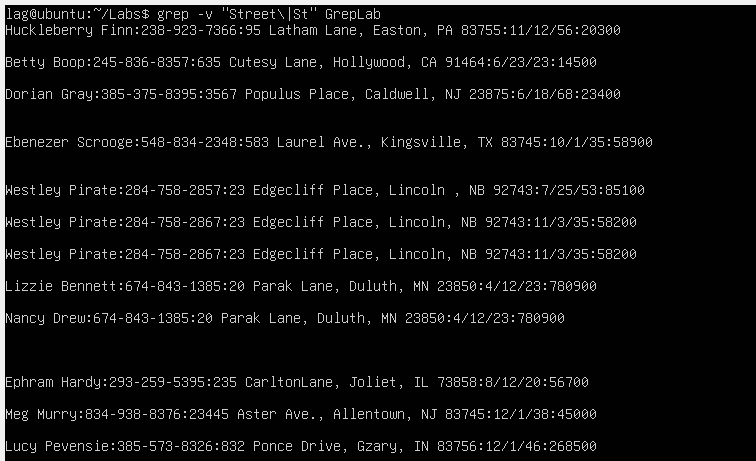 lag@ubuntu:~/Labs$ grep -v "Street\|St" GrepLab
Huckleberry Finn:238-923-7366:95 Latham Lane, Easton, PA 83755:11/12/56:20300
Betty Boop:245-836-8357:635 Cutesy Lane, Hollywood, CA 91464:6/23/23:14500
Dorian Gray:385-375-8395:3567 Populus Place, Caldwell, NJ 23875:6/18/68:23400
Ebenezer Scrooge:548-834-2348:583 Laurel Ave., Kingsville, TX 83745:10/1/35:58900
Westley Pirate:284-758-2857:23 Edgecliff Place, Lincoln , NB 92743:7/25/53:85100
Westley Pirate:284-758-2867:23 Edgecliff Place, Lincoln, NB 92743:11/3/35:58200
Westley Pirate:284-758-2867:23 Edgecliff Place, Lincoln, NB 92743:11/3/35:58200
Lizzie Bennett:674-843-1385:20 Parak Lane, Duluth, MN 23850:4/12/23:780900
Nancy Drew:674-843-1385:20 Parak Lane, Duluth, MN 23850:4/12/23:780900
Ephram Hardy:293-259-5395:235 CarltonLane, Joliet, IL 73858:8/12/20:56700
Meg Murry:834-938-8376:23445 Aster Ave., Allentown, NJ 83745:12/1/38:45000
Lucy Pevensie:385-573-8326:832 Ponce Drive, Gzary, IN 83756:12/1/46:268500